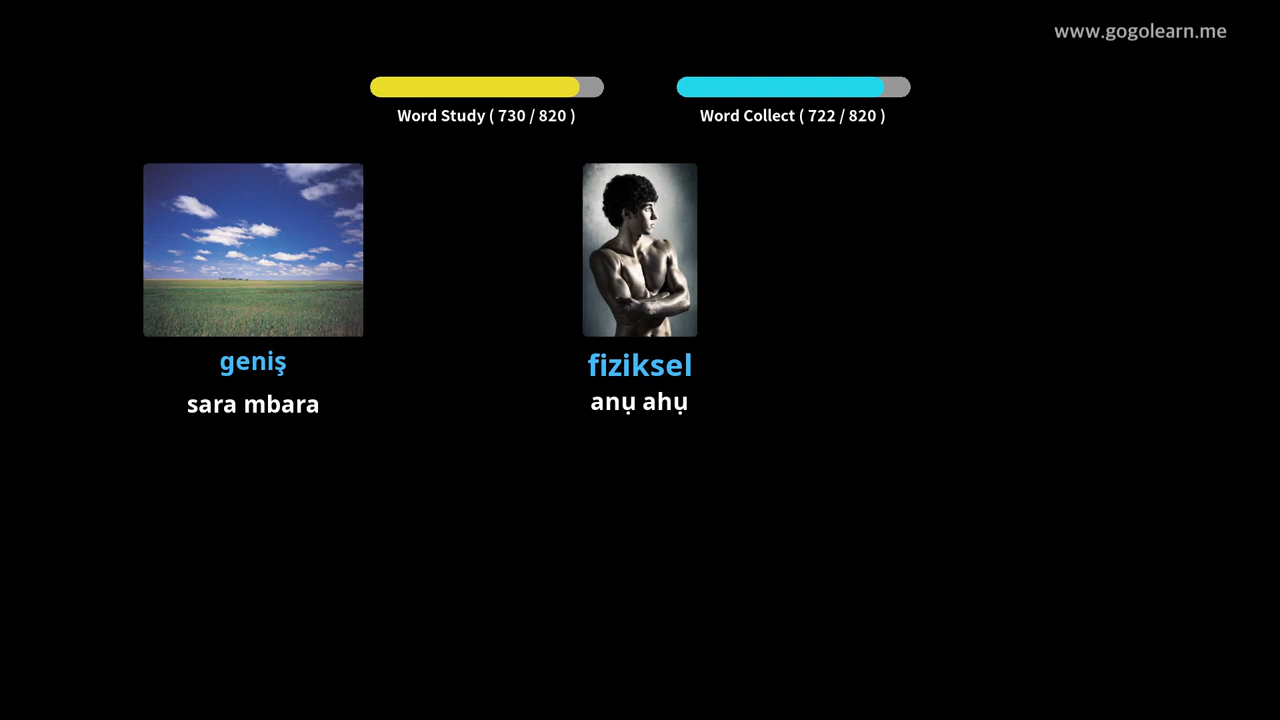 www.gogolearn.me
Word Study ( 730 / 820 )
Word Collect ( 722 / 820 )
geniş
sara mbara
fiziksel
anụ ahụ